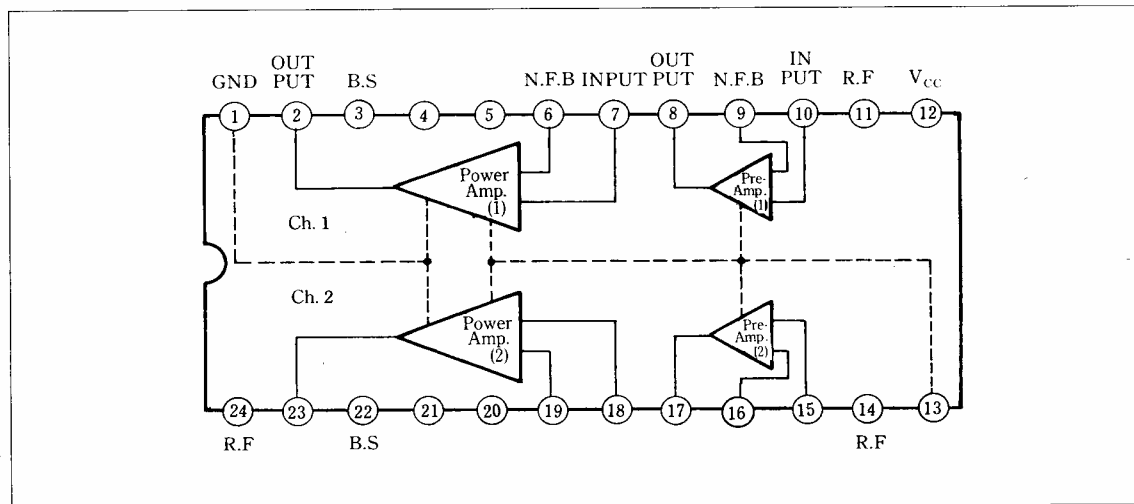 GND OUT PUT B.S N.F.B INPUT OUT PUT N.F.B IN PUT R.F VCC
1 2 3 4 5 6 7 8 9 10 11 12
Power Amp. (1)
Pre-Amp. (1)
Ch. 1
Ch. 2
Power Amp. (2)
Pre-Amp. (2)
24 23 22 21 20 19 18 17 16 15 14 13
R.F B.S R.F